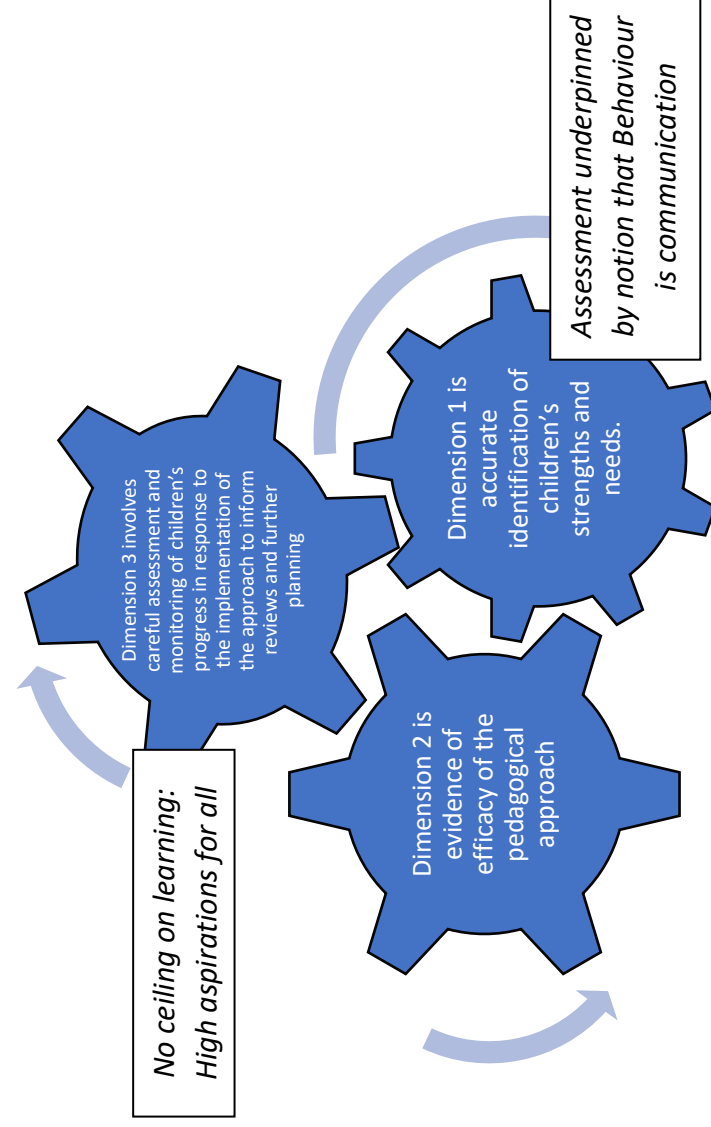 No ceiling on learning:
High aspirations for all
Dimension 3 involves
careful assessment and
monitoring of children's
progress in response to
the implementation of
the approach to inform
reviews and further
planning
Dimension 2 is
evidence of
efficacy of the
pedagogical
approach
Dimension 1 is
accurate
identification of
children's
strengths and
needs.
Assessment underpinned
by notion that Behaviour
is communication